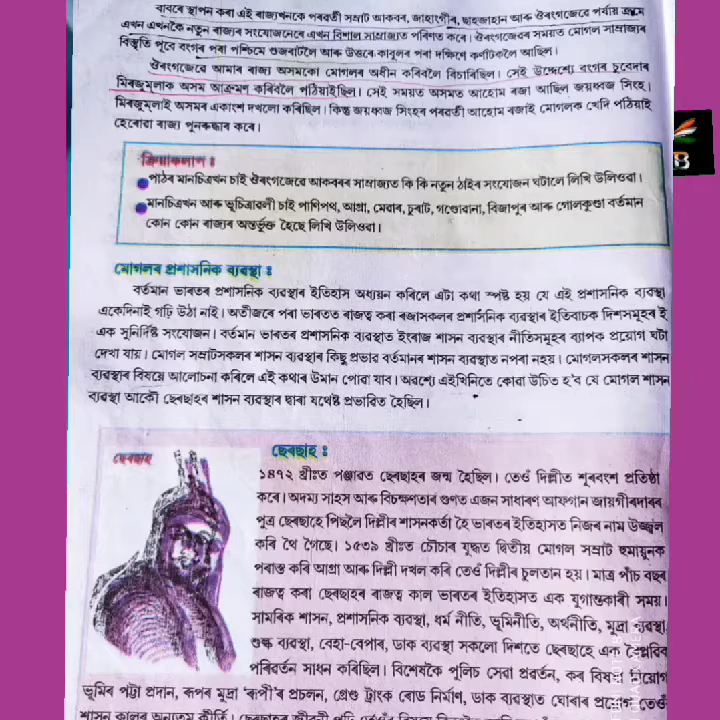 বাবৰে স্থাপন কৰা এই ৰাজ্যখনকে পৰৱৰ্তী সম্ৰাট আকবৰ, জাহাংগীৰ, ছাহজাহান আৰু ঔৰংগজেৱে পৰ্যায় ক্ৰমে
এখন এখনকৈ নতুন ৰাজ্যৰ সংযোজনেৰে এখন বিশাল সাম্ৰাজ্যত পৰিণত কৰে। ঔৰংগজেৱৰ সময়ত মোগল সাম্ৰাজ্যৰ
বিস্তৃতি পূবে বংগৰ পৰা পশ্চিমে গুজৰাটলৈ আৰু উত্তৰে কাবুলৰ পৰা দক্ষিণে কৰ্ণাটকলৈ আছিল।
ঔৰংগজেৱে আমাৰ ৰাজ্য অসমকো মোগলৰ অধীন কৰিবলৈ বিচাৰিছিল। সেই উদ্দেশ্যে বংগৰ চুবেদাৰ
মিৰজুমলাক অসম আক্ৰমণ কৰিবলৈ পঠিয়াইছিল। সেই সময়ত অসমত আহোম ৰজা আছিল জয়ধ্বজ সিংহ।
মিৰজুমলাই অসমৰ একাংশ দখলো কৰিছিল। কিন্তু জয়ধ্বজ সিংহৰ পৰৱৰ্তী আহোম ৰজাই মোগলক খেদি পঠিয়াই
হেৰোৱা ৰাজ্য পুনৰুদ্ধাৰ কৰে।
ক্ৰিয়াকলাপ ঃ
পাঠৰ মানচিত্ৰখন চাই ঔৰংগজেৱে আকবৰৰ সাম্ৰাজ্যত কি কি নতুন ঠাইৰ সংযোজন ঘটালে লিখি উলিওৱা।
মানচিত্ৰখন আৰু ভূচিত্ৰাৱলী চাই পাণিপথ, আগ্ৰা, মেৱাৰ, চুৰাট, গণ্ডোৱানা, বিজাপুৰ আৰু গোলকুণ্ডা বৰ্তমান
কোন কোন ৰাজ্যৰ অন্তৰ্ভুক্ত হৈছে লিখি উলিওৱা।
B
মোগলৰ প্ৰশাসনিক ব্যৱস্থা ঃ
বৰ্তমান ভাৰতৰ প্ৰশাসনিক ব্যৱস্থাৰ ইতিহাস অধ্যয়ন কৰিলে এটা কথা স্পষ্ট হয় যে এই প্ৰশাসনিক ব্যৱস্থা
একেদিনাই গঢ়ি উঠা নাই। অতীজৰে পৰা ভাৰতত ৰাজত্ব কৰা ৰজাসকলৰ প্ৰশাসনিক ব্যৱস্থাৰ ইতিবাচক দিশসমূহৰ ই
এক সুনিৰ্দিষ্ট সংযোজন। বৰ্তমান ভাৰতৰ প্ৰশাসনিক ব্যৱস্থাত ইংৰাজ শাসন ব্যৱস্থাৰ নীতিসমূহৰ ব্যাপক প্ৰয়োগ ঘটা
দেখা যায়। মোগল সম্ৰাটসকলৰ শাসন ব্যৱস্থাৰ কিছু প্ৰভাৱ বৰ্তমানৰ শাসন ব্যৱস্থাত নপৰা নহয়। মোগলসকলৰ শাসন
ব্যৱস্থাৰ বিষয়ে আলোচনা কৰিলে এই কথাৰ উমান পোৱা যাব। অৱশ্যে এইখিনিতে কোৱা উচিত হ'ব যে মোগল শাসন
ব্যৱস্থা আকৌ ছেৰছাহৰ শাসন ব্যৱস্থাৰ দ্বাৰা যথেষ্ট প্ৰভাৱিত হৈছিল।
ছেৰছাহ
ছেৰছাহ ঃ
১৪৭২ খ্ৰীঃত পঞ্জাৱত ছেৰছাহৰ জন্ম হৈছিল। তেওঁ দিল্লীত শূৰবংশ প্ৰতিষ্ঠা
কৰে। অদম্য সাহস আৰু বিচক্ষণতাৰ গুণত এজন সাধাৰণ আফগান জায়গীৰদাৰৰ
পুত্ৰ ছেৰছাহে পিছলৈ দিল্লীৰ শাসনকৰ্তা হৈ ভাৰতৰ ইতিহাসত নিজৰ নাম উজ্জ্বল
কৰি থৈ গৈছে। ১৫৩৯ খ্ৰীঃত চৌচাৰ যুদ্ধত দ্বিতীয় মোগল সম্ৰাট হুমায়ুনক
পৰাস্ত কৰি আগ্ৰা আৰু দিল্লী দখল কৰি তেওঁ দিল্লীৰ চুলতান হয়। মাত্ৰ পাঁচ বছৰ
ৰাজত্ব কৰা ছেৰছাহৰ ৰাজত্ব কাল ভাৰতৰ ইতিহাসত এক যুগান্তকাৰী সময়।
সামৰিক শাসন, প্ৰশাসনিক ব্যৱস্থা, ধৰ্ম নীতি, ভূমিনীতি, অৰ্থনীতি, মুদ্ৰা ব্যৱস্থা,
শুল্ক ব্যৱস্থা, বেহা-বেপাৰ, ডাক ব্যৱস্থা সকলো দিশতে ছেৰছাহে এক বৈপ্লৱিক
পৰিৱৰ্তন সাধন কৰিছিল। বিশেষকৈ পুলিচ সেৱা প্ৰৱৰ্তন, কৰ বিষয়া নিয়োগ
ভূমিৰ পট্টা প্ৰদান, ৰূপৰ মুদ্ৰা 'ৰূপী'ৰ প্ৰচলন, গ্ৰেণ্ড ট্ৰাংক ৰোড নিৰ্মাণ, ডাক ব্যৱস্থাত ঘোৰাৰ প্ৰয়োগ তেওঁৰ
শাসন কালৰ অন্যতম কীৰ্তি।